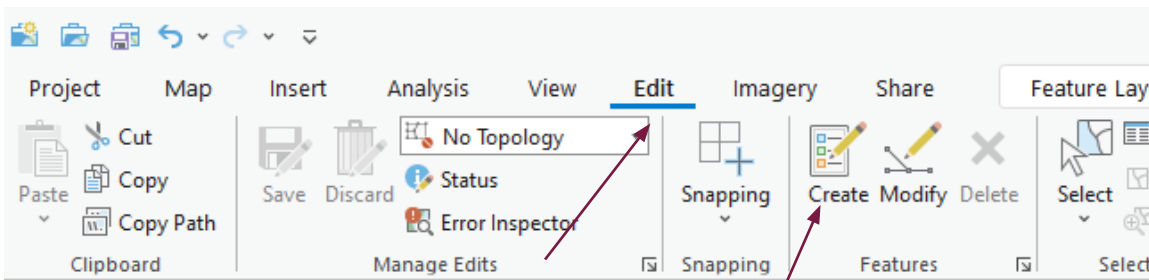 Project Map Insert Analysis View Edit Imagery Share Feature Lay
Cut
Copy
Copy Path
Paste
Clipboard
Save
Discard
No Topology
Status
Error Inspector
Manage Edits
Snapping
Snapping
Create
Modify
Delete
Features
Select
Select